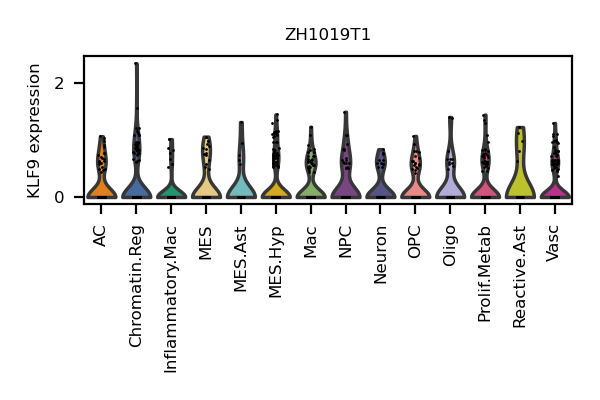 ZH1019T1
KLF9 expression
2
0
AC
Chromatin.Reg
Inflammatory.Mac
MES
MES.Ast
MES.Hyp
Mac
NPC
Neuron
OPC
Oligo
Prolif.Metab
Reactive.Ast
Vasc